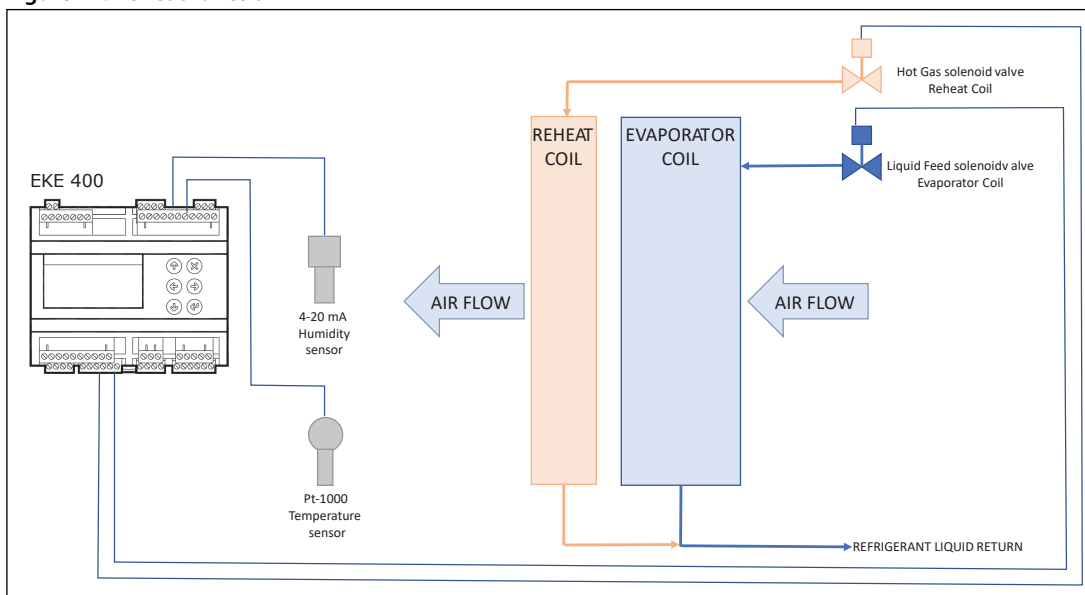 Hot Gas solenoid valve
Reheat Coil
REHEAT
COIL
EVAPORATOR
COIL
Liquid Feed solenoidv alve
Evaporator Coil
EKE 400
AIR FLOW
AIR FLOW
4-20 mA
Humidity
sensor
Pt-1000
Temperature
sensor
REFRIGERANT LIQUID RETURN